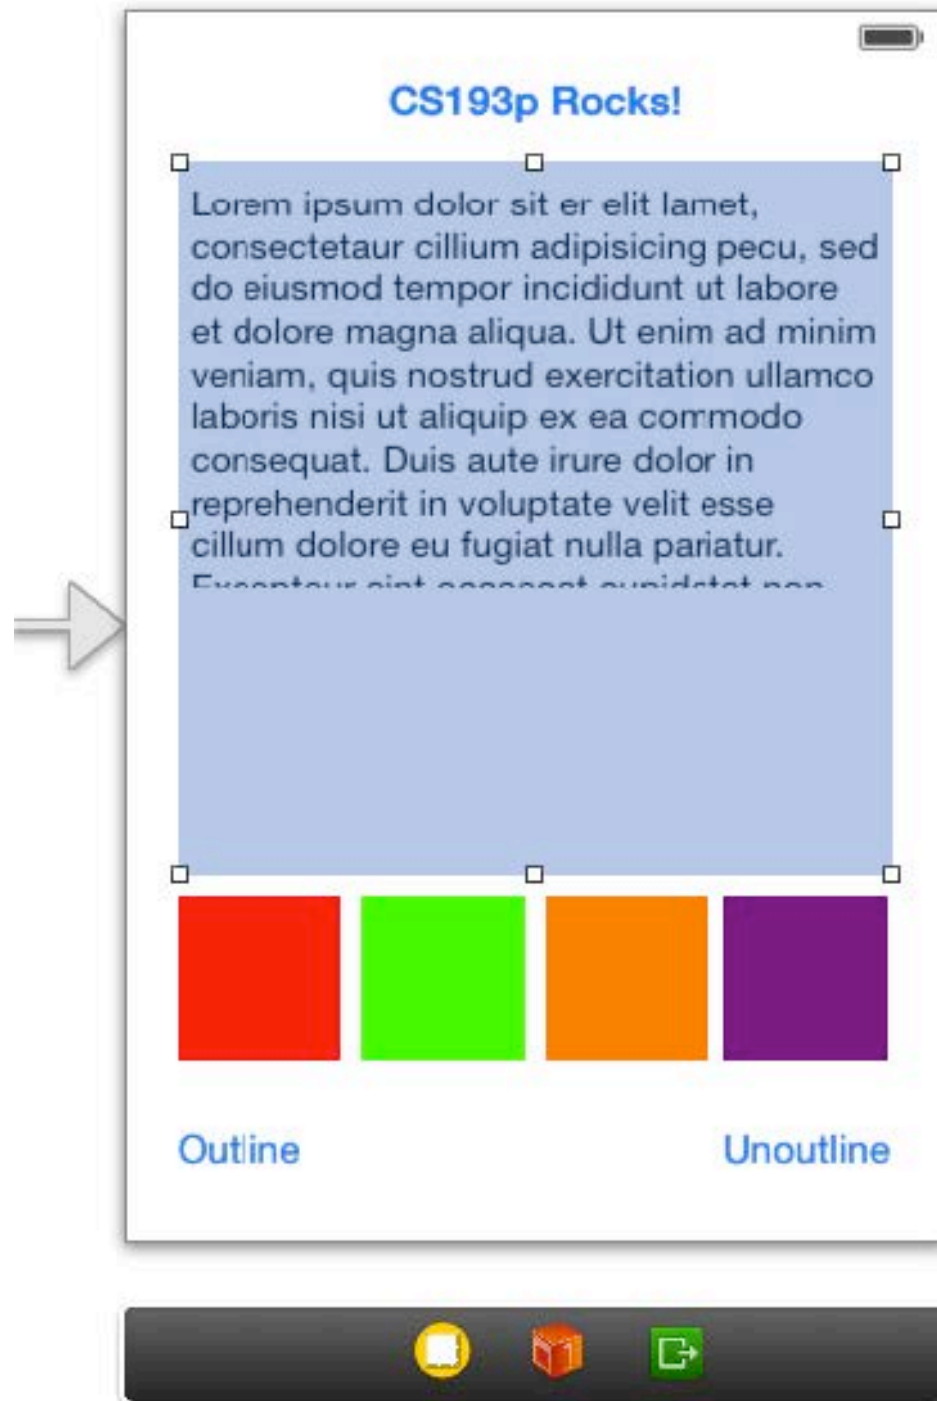 CS193p Rocks!
Lorem ipsum dolor sit er elit lamet,
consectetaur cillium adipisicing pecu, sed
do eiusmod tempor incididunt ut labore
et dolore magna aliqua. Ut enim ad minim
veniam, quis nostrud exercitation ullamco
laboris nisi ut aliquip ex ea commodo
consequat. Duis aute irure dolor in
reprehenderit in voluptate velit esse
cillum dolore eu fugiat nulla pariatur.
Outline
Unoutline